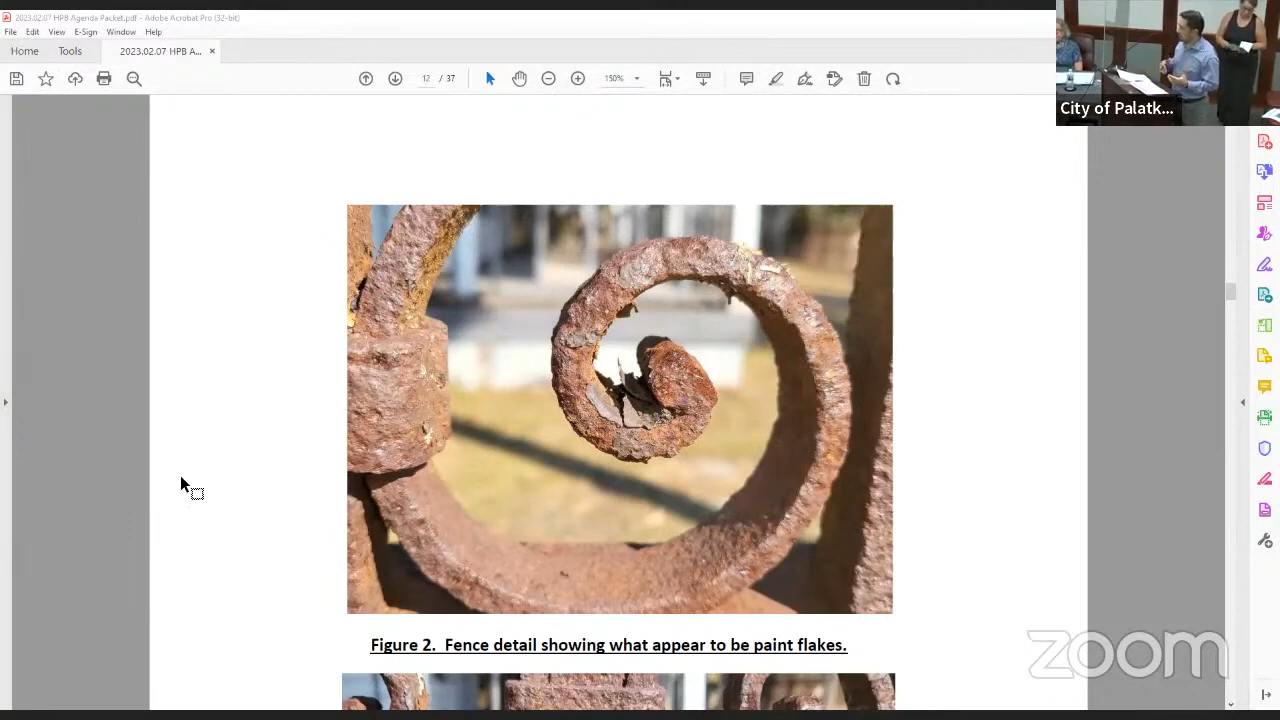 2023.02.07 HPB Agenda Packet.pdf - Adobe Acrobat Pro (32-bit)
File Edit View E-Sign Window Help
Home Tools 2023.02.07 HPB A... ×
12 / 37 150%
City of Palatk...
Figure 2. Fence detail showing what appear to be paint flakes.
zoom